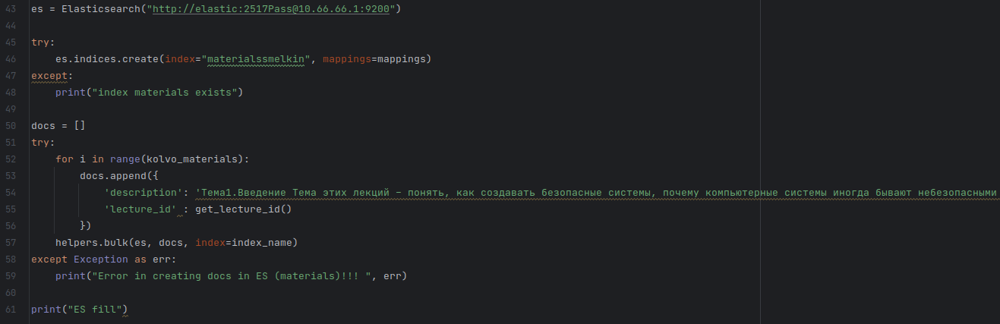 43 es = Elasticsearch("http://elastic:2517Pass@10.66.66.1:9200")
44
45 try:
46     es.indices.create(index="materialssmelkin", mappings=mappings)
47 except:
48     print("index materials exists")
49
50 docs = []
51 try:
52     for i in range(kolvo_materials):
53         docs.append({
54             'description': 'Тема1.Введение Тема этих лекций – понять, как создавать безопасные системы, почему компьютерные системы иногда бывают небезопасными
55             'lecture_id' : get_lecture_id()
56         })
57     helpers.bulk(es, docs, index=index_name)
58 except Exception as err:
59     print("Error in creating docs in ES (materials)!!! ", err)
60
61 print("ES fill")